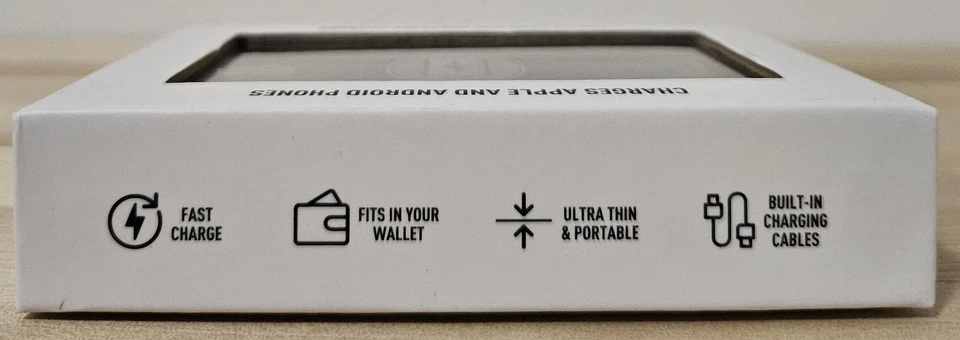 CHARGES APPLE AND ANDROID PHONES
FAST
CHARGE
FITS IN YOUR
WALLET
ULTRA THIN
& PORTABLE
BUILT-IN
CHARGING
CABLES